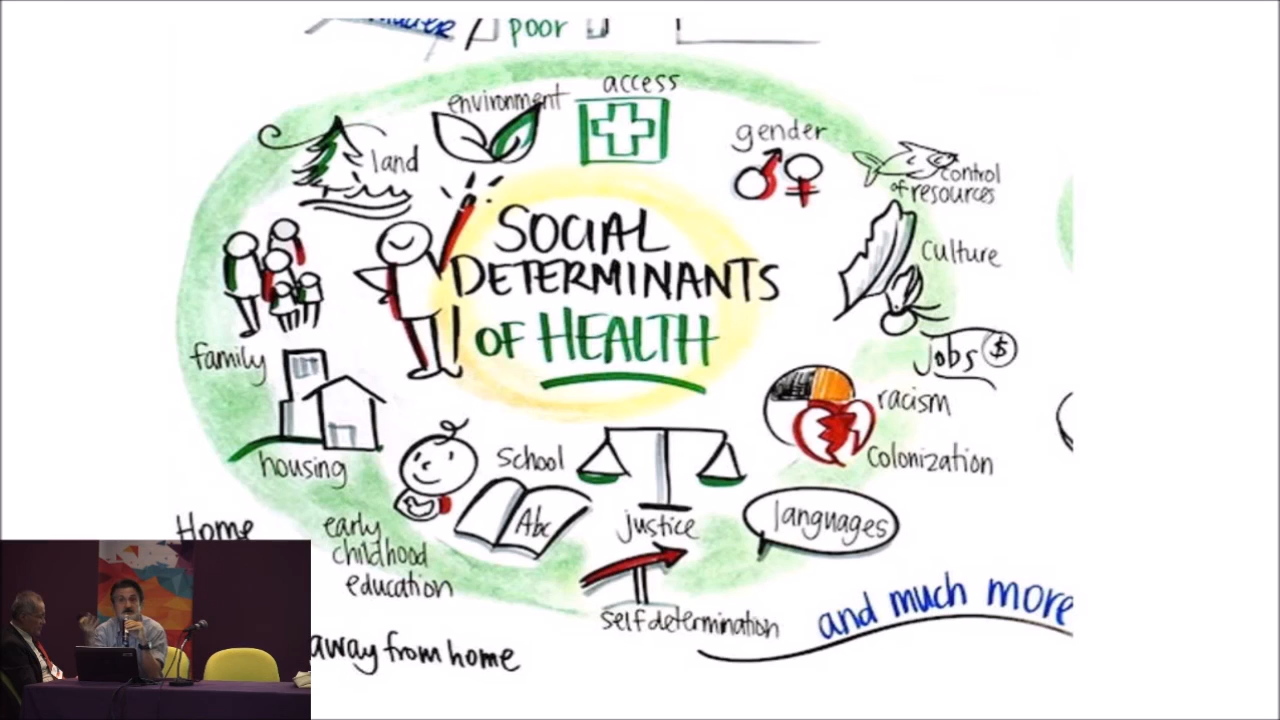 poor
access
environment
gender
land
control
of resources
SOCIAL
DETERMINANTS
OF HEALTH
culture
family
Jobs $
racism
colonization
housing
School
Abc
justice
languages
Home
early
childhood
education
self determination
and much more
away from home